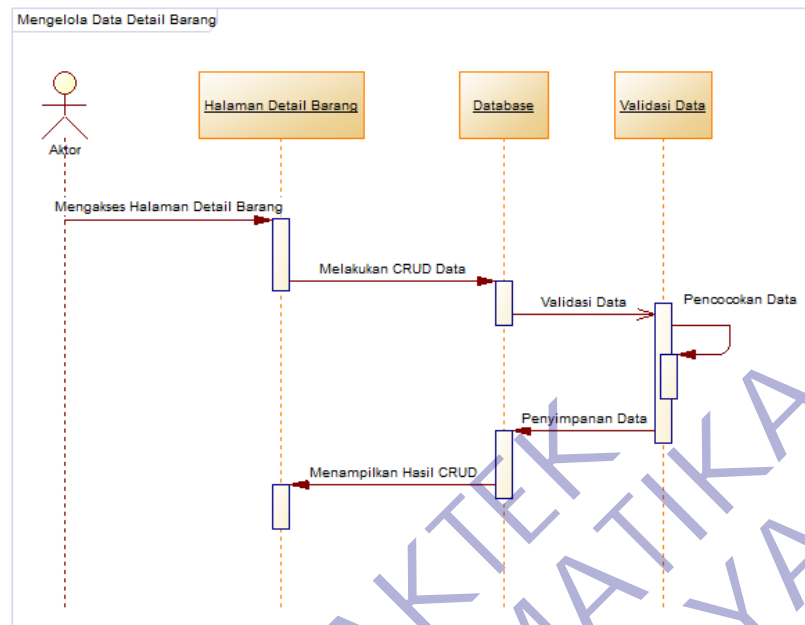 Mengelola Data Detail Barang
Halaman Detail Barang
Database
Validasi Data
Aktor
Mengakses Halaman Detail Barang
Melakukan CRUD Data
Validasi Data
Pencocokan Data
Penyimpanan Data
Menampilkan Hasil CRUD